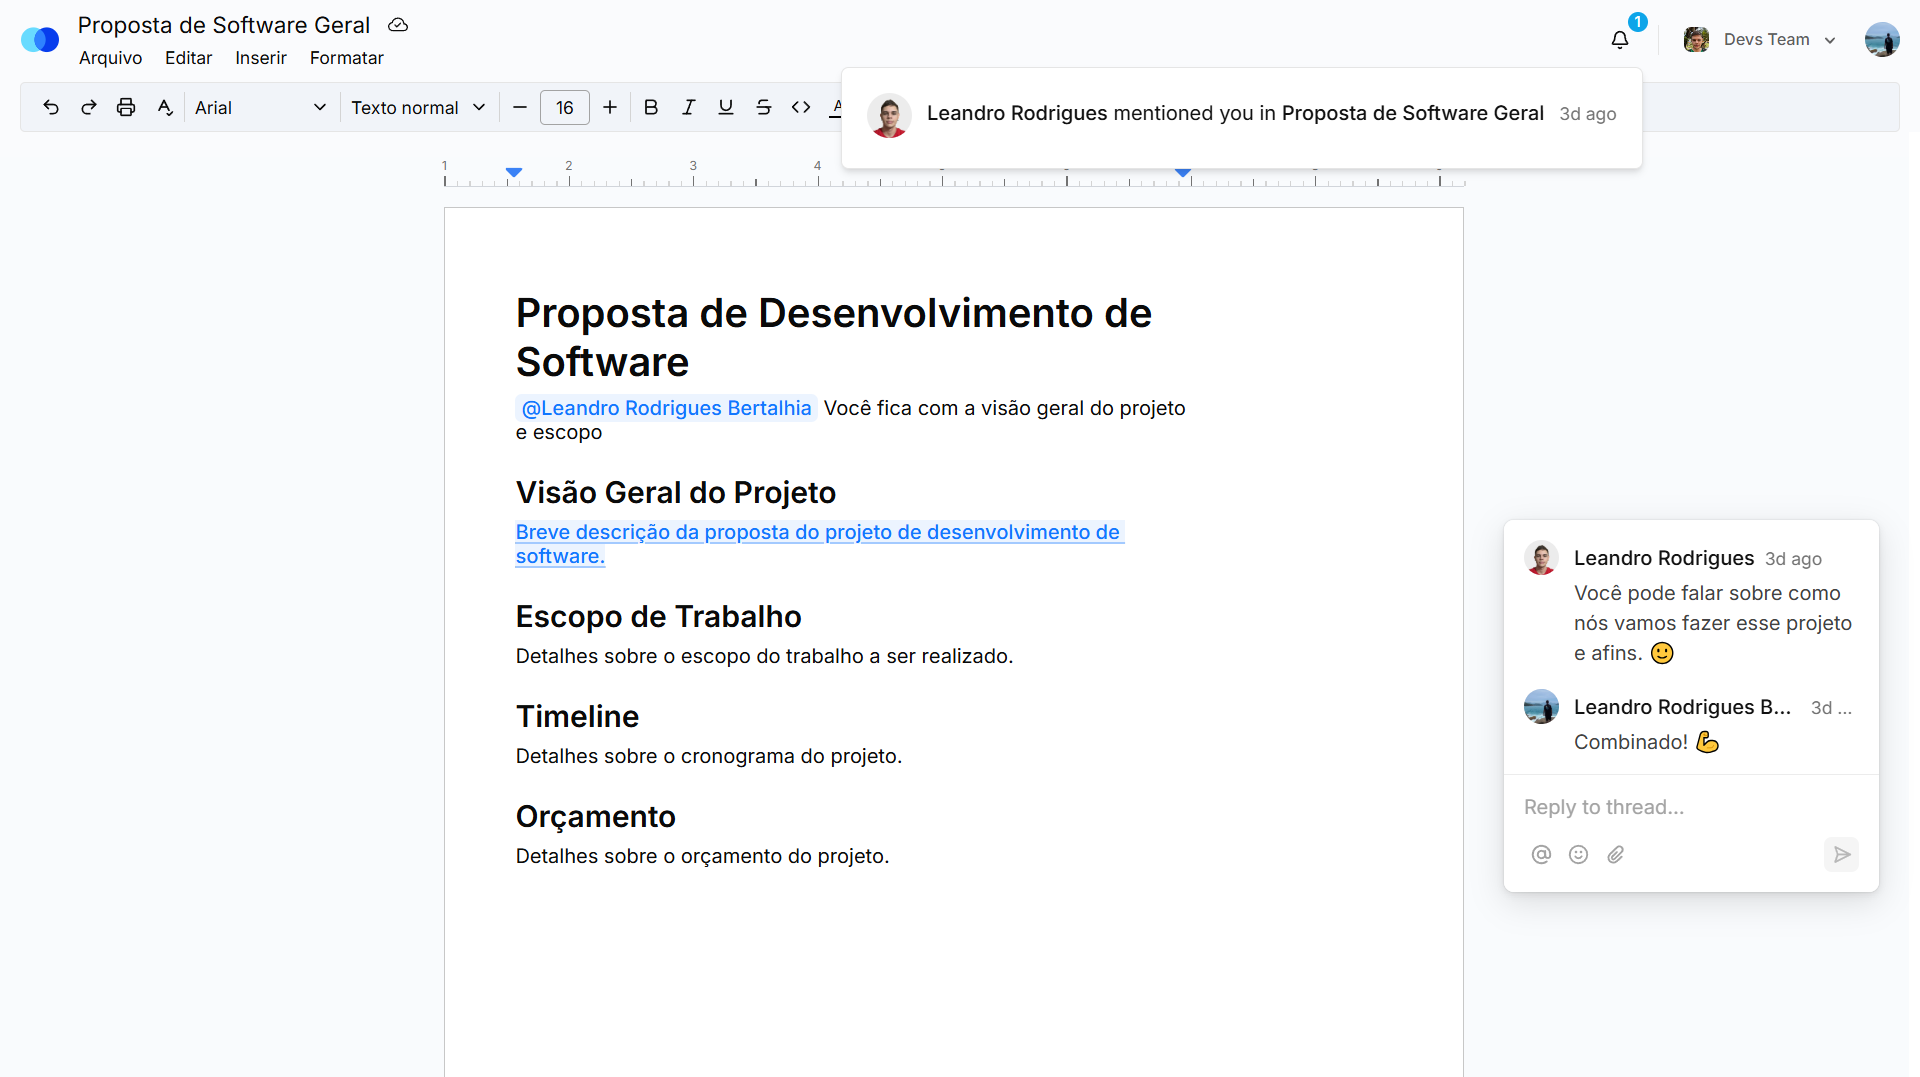 Proposta de Software Geral
Arquivo Editar Inserir Formatar
1
Devs Team
Arial Texto normal 16
Leandro Rodrigues mentioned you in Proposta de Software Geral 3d ago
1 2 3 4
Proposta de Desenvolvimento de
Software
@Leandro Rodrigues Bertalhia Você fica com a visão geral do projeto
e escopo
Visão Geral do Projeto
Breve descrição da proposta do projeto de desenvolvimento de
software.
Escopo de Trabalho
Detalhes sobre o escopo do trabalho a ser realizado.
Timeline
Detalhes sobre o cronograma do projeto.
Orçamento
Detalhes sobre o orçamento do projeto.
Leandro Rodrigues 3d ago
Você pode falar sobre como
nós vamos fazer esse projeto
e afins. 🙂
Leandro Rodrigues B... 3d ...
Combinado! 💪
Reply to thread...